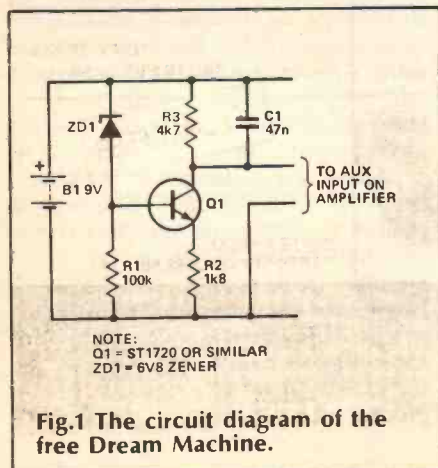 ZD1
R3
4k7
C1
47n
+
B1 9V
Q1
TO AUX
INPUT ON
AMPLIFIER
R1
100k
R2
1k8
NOTE:
Q1 = ST1720 OR SIMILAR
ZD1 = 6V8 ZENER
Fig.1 The circuit diagram of the
free Dream Machine.